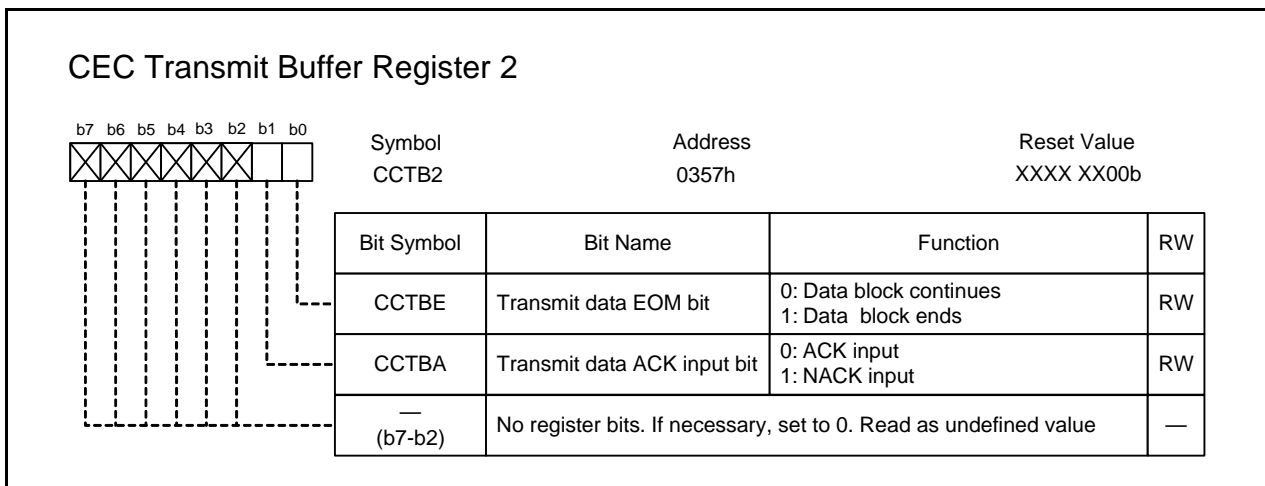 CEC Transmit Buffer Register 2
b7 b6 b5 b4 b3 b2 b1 b0
Symbol Address Reset Value
CCTB2 0357h XXXX XX00b
Bit Symbol Bit Name Function RW
CCTBE Transmit data EOM bit 0: Data block continues RW
1: Data block ends
CCTBA Transmit data ACK input bit 0: ACK input RW
1: NACK input
— No register bits. If necessary, set to 0. Read as undefined value —
(b7-b2)